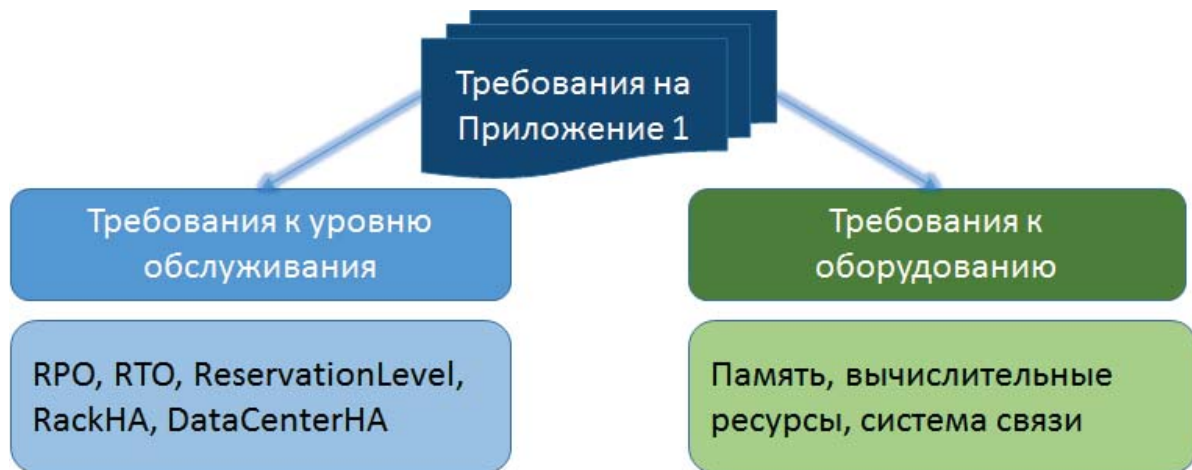 Требования на
Приложение 1
Требования к уровню
обслуживания
Требования к
оборудованию
RPO, RTO, ReservationLevel,
RackHA, DataCenterHA
Память, вычислительные
ресурсы, система связи